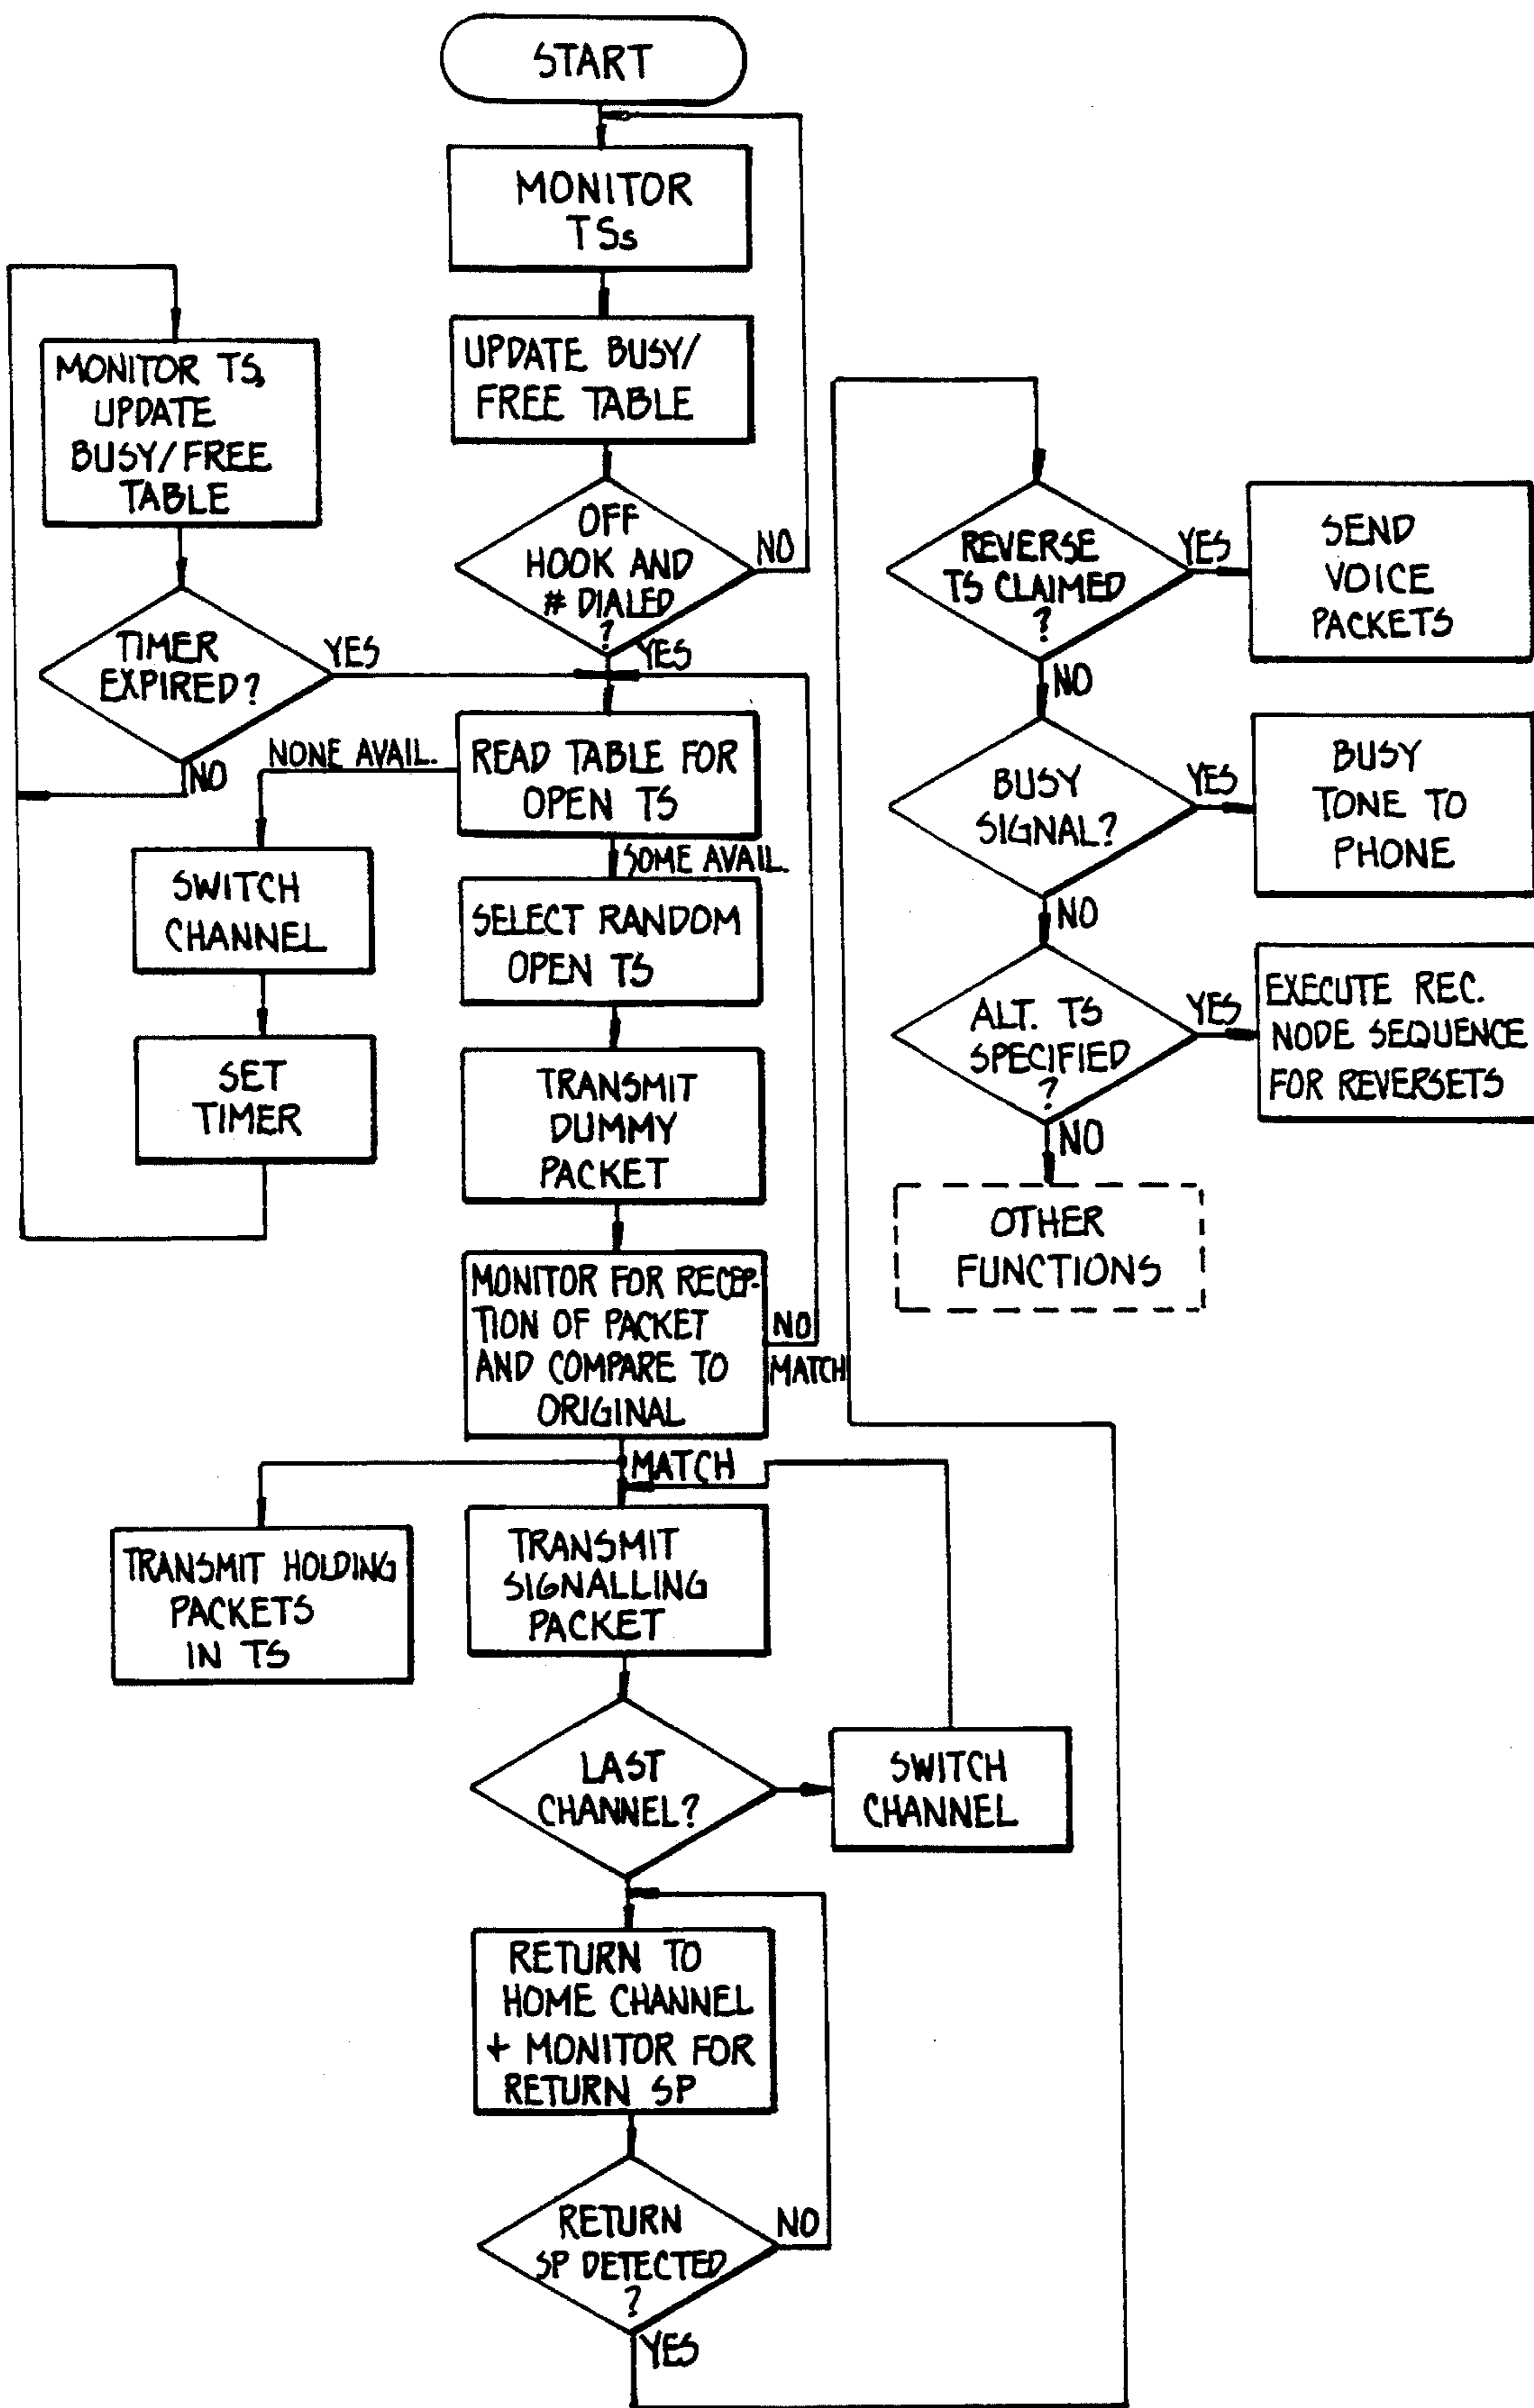 START
MONITOR
TSs
UPDATE BUSY/
FREE TABLE
OFF
HOOK AND
# DIALED
?
NO
YES
MONITOR TS,
UPDATE
BUSY/FREE
TABLE
TIMER
EXPIRED?
YES
NO
READ TABLE FOR
OPEN TS
NONE AVAIL.
SOME AVAIL.
SWITCH
CHANNEL
SET
TIMER
SELECT RANDOM
OPEN TS
TRANSMIT
DUMMY
PACKET
MONITOR FOR RECEP-
TION OF PACKET
AND COMPARE TO
ORIGINAL
NO
MATCH
MATCH
TRANSMIT HOLDING
PACKETS
IN TS
TRANSMIT
SIGNALLING
PACKET
LAST
CHANNEL?
SWITCH
CHANNEL
RETURN TO
HOME CHANNEL
+ MONITOR FOR
RETURN SP
RETURN
SP DETECTED
?
NO
YES
REVERSE
TS CLAIMED
?
YES
SEND
VOICE
PACKETS
NO
BUSY
SIGNAL?
YES
BUSY
TONE TO
PHONE
NO
ALT. TS
SPECIFIED
?
YES
EXECUTE REC.
NODE SEQUENCE
FOR REVERSETS
NO
OTHER
FUNCTIONS